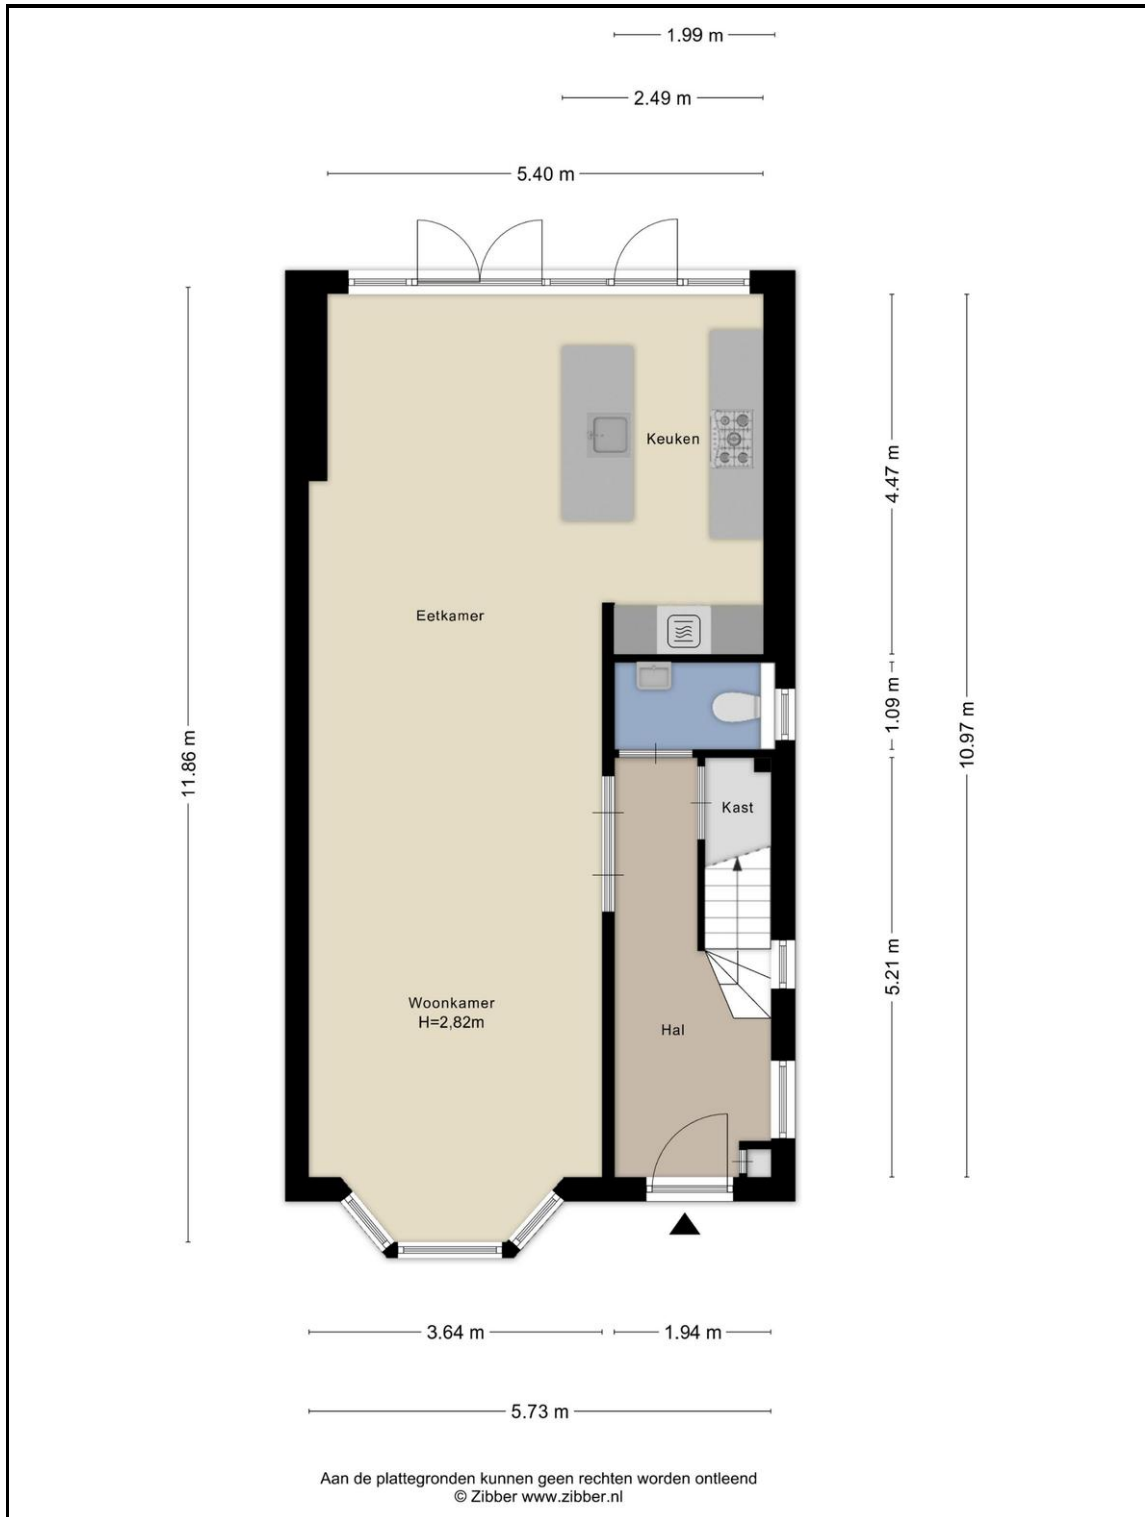 1.99 m
2.49 m
5.40 m
Keuken
4.47 m
Eetkamer
1.09 m
10.97 m
11.86 m
Kast
5.21 m
Woonkamer
H=2,82m
Hal
3.64 m
1.94 m
5.73 m
Aan de plattegronden kunnen geen rechten worden ontleend
© Zibber www.zibber.nl